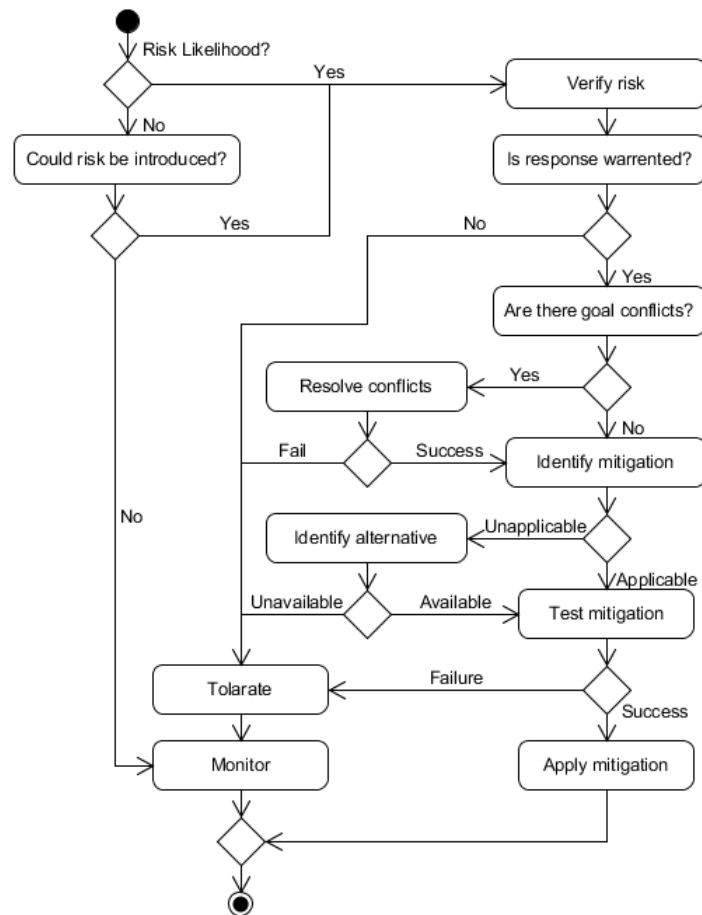 Risk Likelihood?
Yes
Verify risk
No
Could risk be introduced?
Is response warrented?
Yes
No
Yes
Are there goal conflicts?
Resolve conflicts
Yes
No
Fail
Success
Identify mitigation
No
Unapplicable
Identify alternative
Applicable
Unavailable
Available
Test mitigation
Tolarate
Failure
Success
Monitor
Apply mitigation